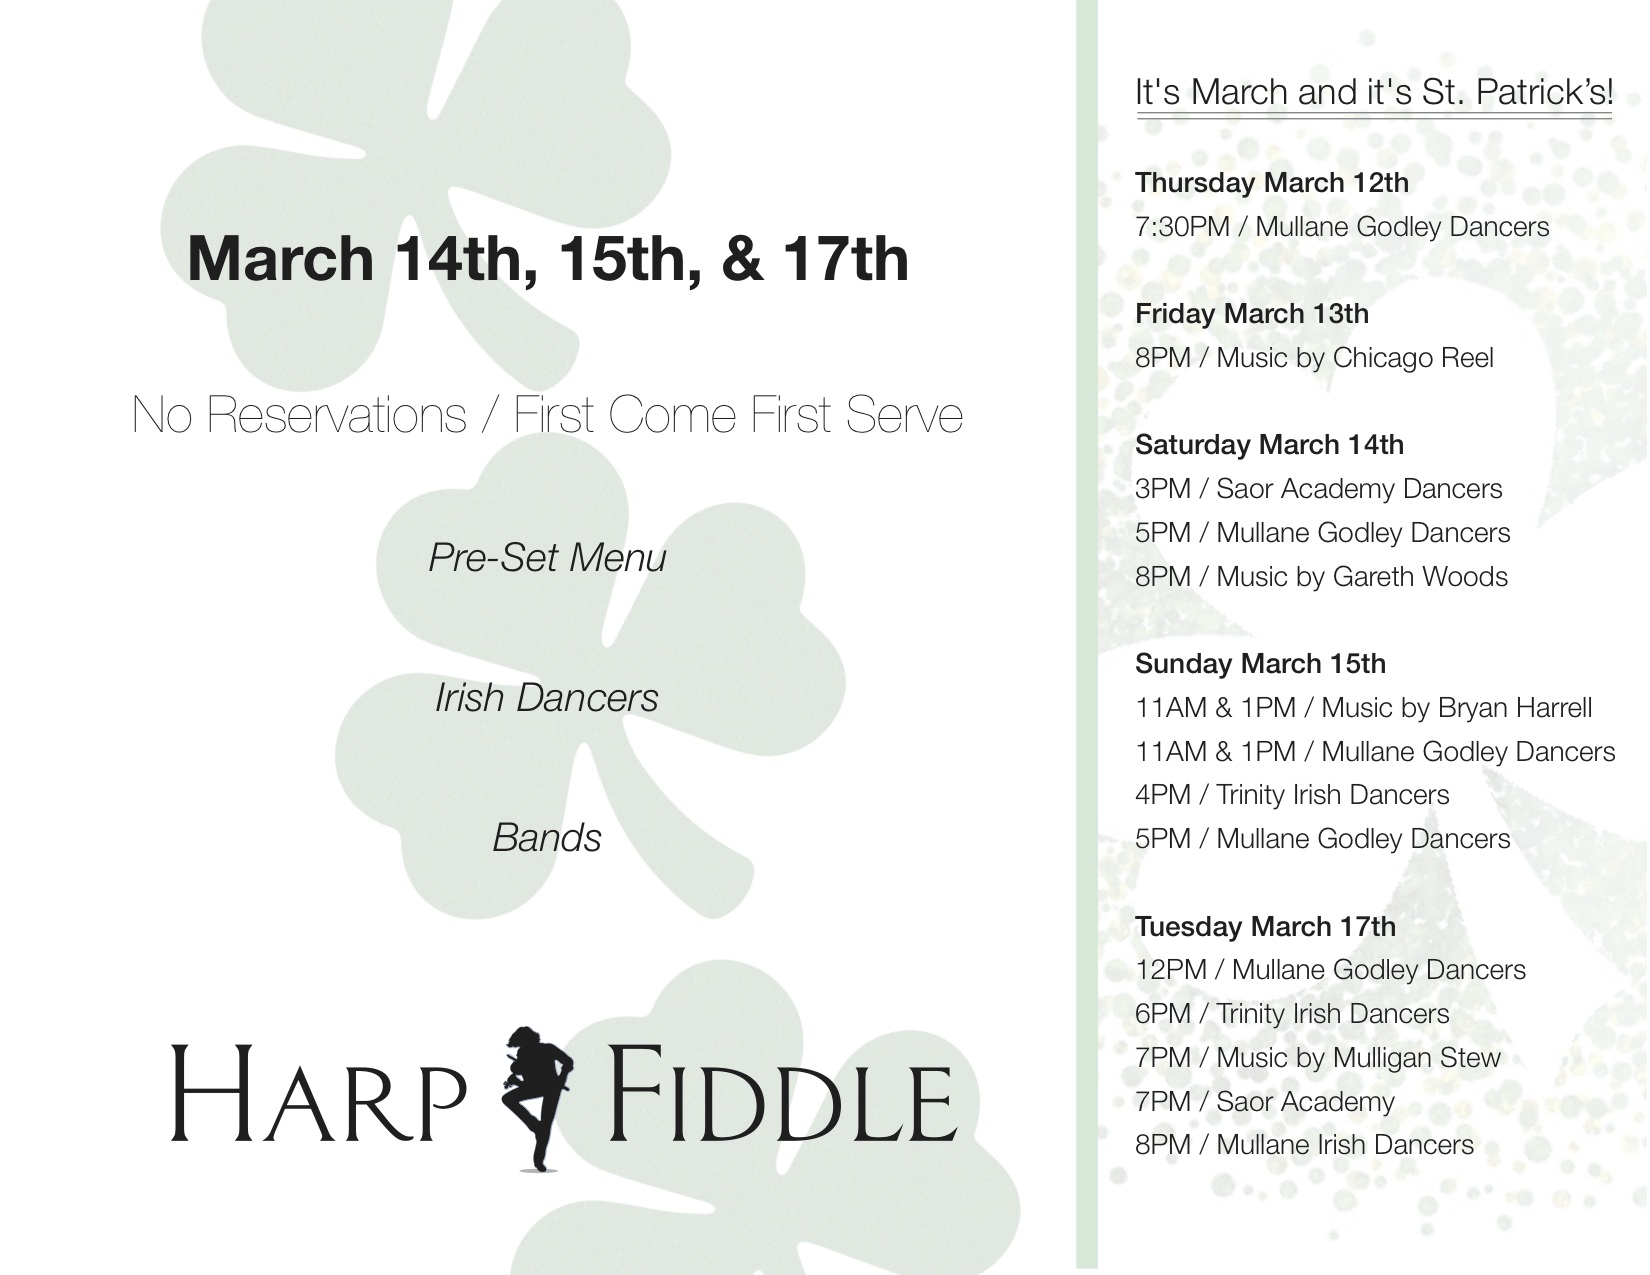 March 14th, 15th, & 17th
No Reservations / First Come First Serve
Pre-Set Menu
Irish Dancers
Bands
HARP FIDDLE
It's March and it's St. Patrick’s!
Thursday March 12th
7:30PM / Mullane Godley Dancers
Friday March 13th
8PM / Music by Chicago Reel
Saturday March 14th
3PM / Saor Academy Dancers
5PM / Mullane Godley Dancers
8PM / Music by Gareth Woods
Sunday March 15th
11AM & 1PM / Music by Bryan Harrell
11AM & 1PM / Mullane Godley Dancers
4PM / Trinity Irish Dancers
5PM / Mullane Godley Dancers
Tuesday March 17th
12PM / Mullane Godley Dancers
6PM / Trinity Irish Dancers
7PM / Music by Mulligan Stew
7PM / Saor Academy
8PM / Mullane Irish Dancers